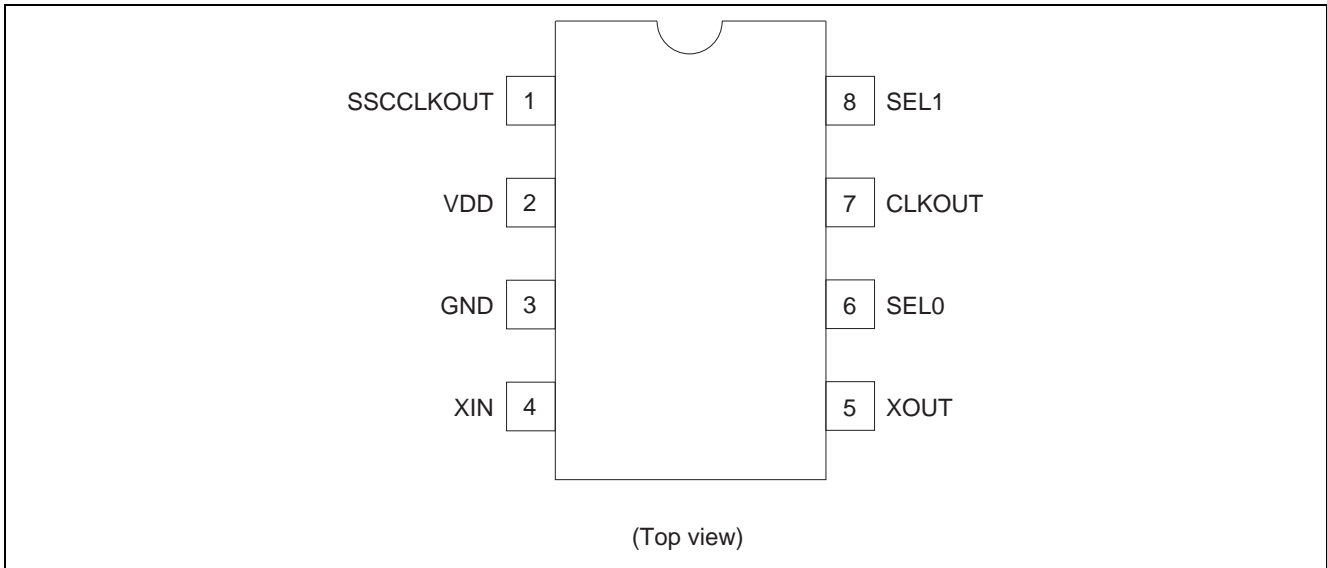 SSCCLKOUT 1 8 SEL1
VDD 2 7 CLKOUT
GND 3 6 SEL0
XIN 4 5 XOUT
(Top view)